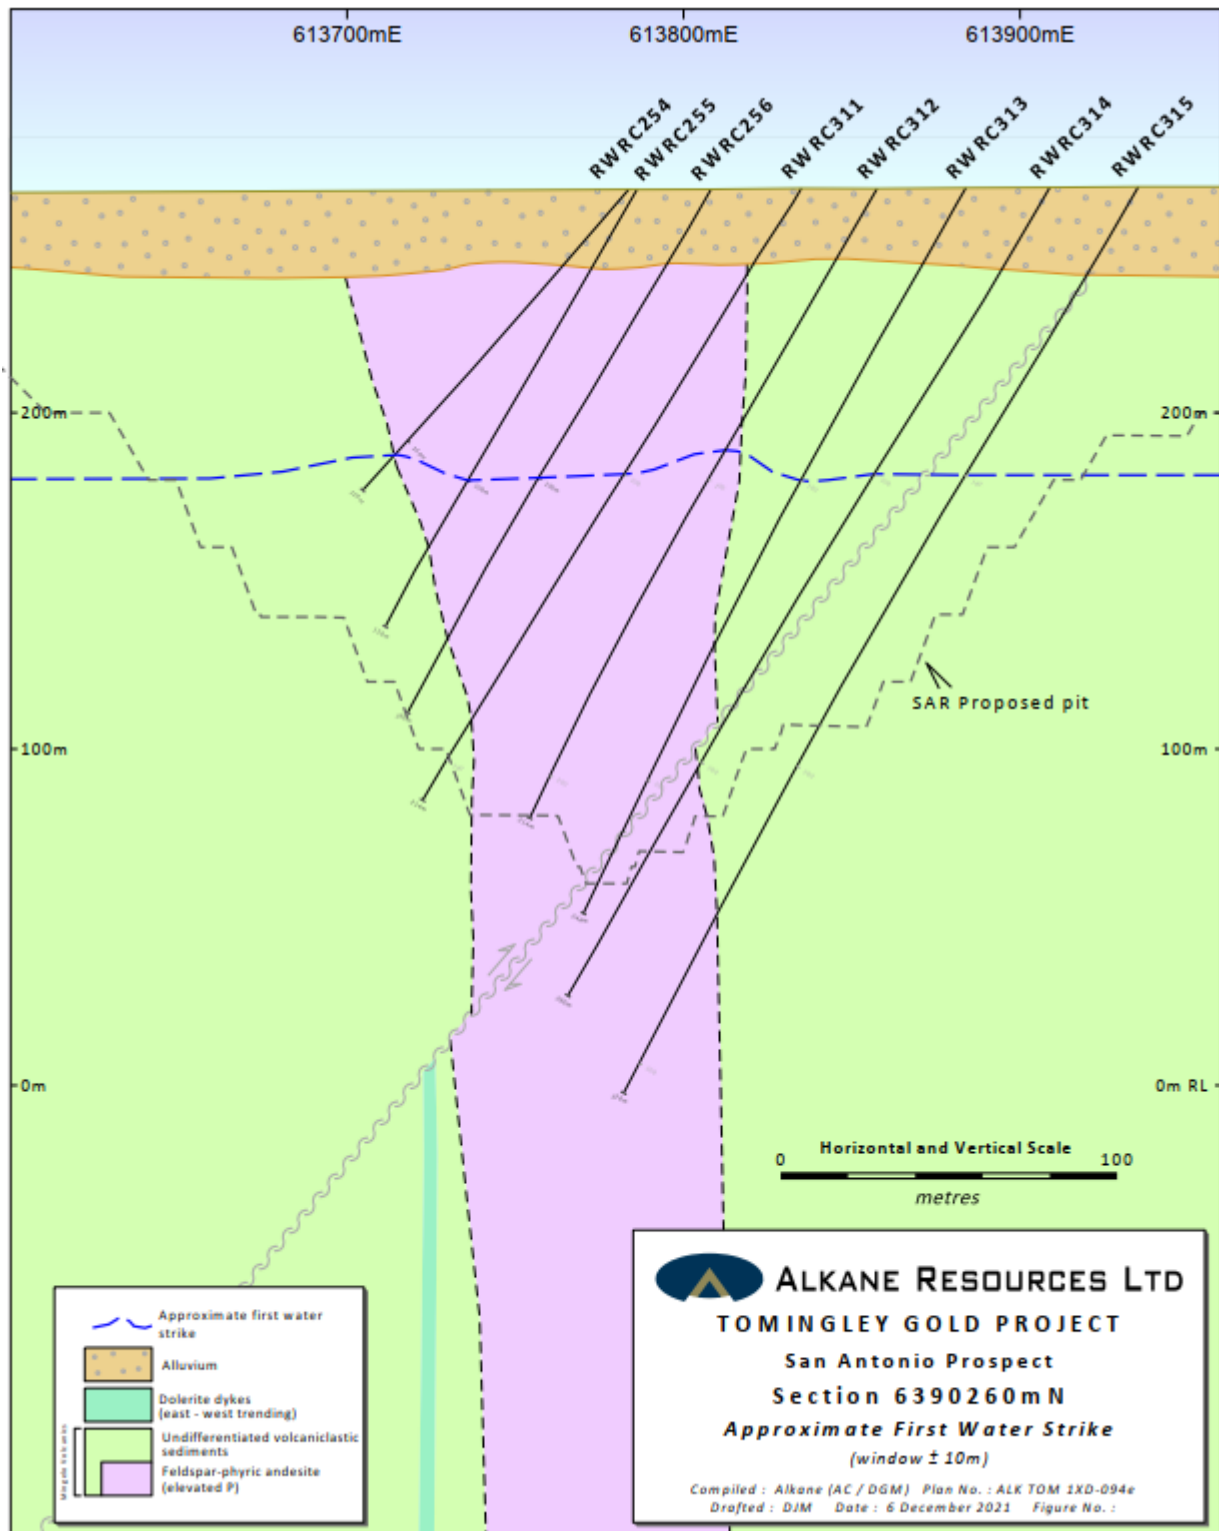 613700mE 613800mE 613900mE
RWRC254
RWRC255
RWRC256
RWRC311
RWRC312
RWRC313
RWRC314
RWRC315
200m 200m
SAR Proposed pit
100m 100m
0m 0m RL
Horizontal and Vertical Scale
0 100
metres
ALKANE RESOURCES LTD
TOMINGLEY GOLD PROJECT
San Antonio Prospect
Section 6390260mN
Approximate First Water Strike
(window ± 10m)
Compiled : Alkane (AC / DGM) Plan No. : ALK TOM 1XD-094e
Drafted : DJM Date : 6 December 2021 Figure No. :
Approximate first water
strike
Alluvium
Dolerite dykes
(east - west trending)
Undifferentiated volcaniclastic
sediments
Feldspar-phyric andesite
(elevated P)